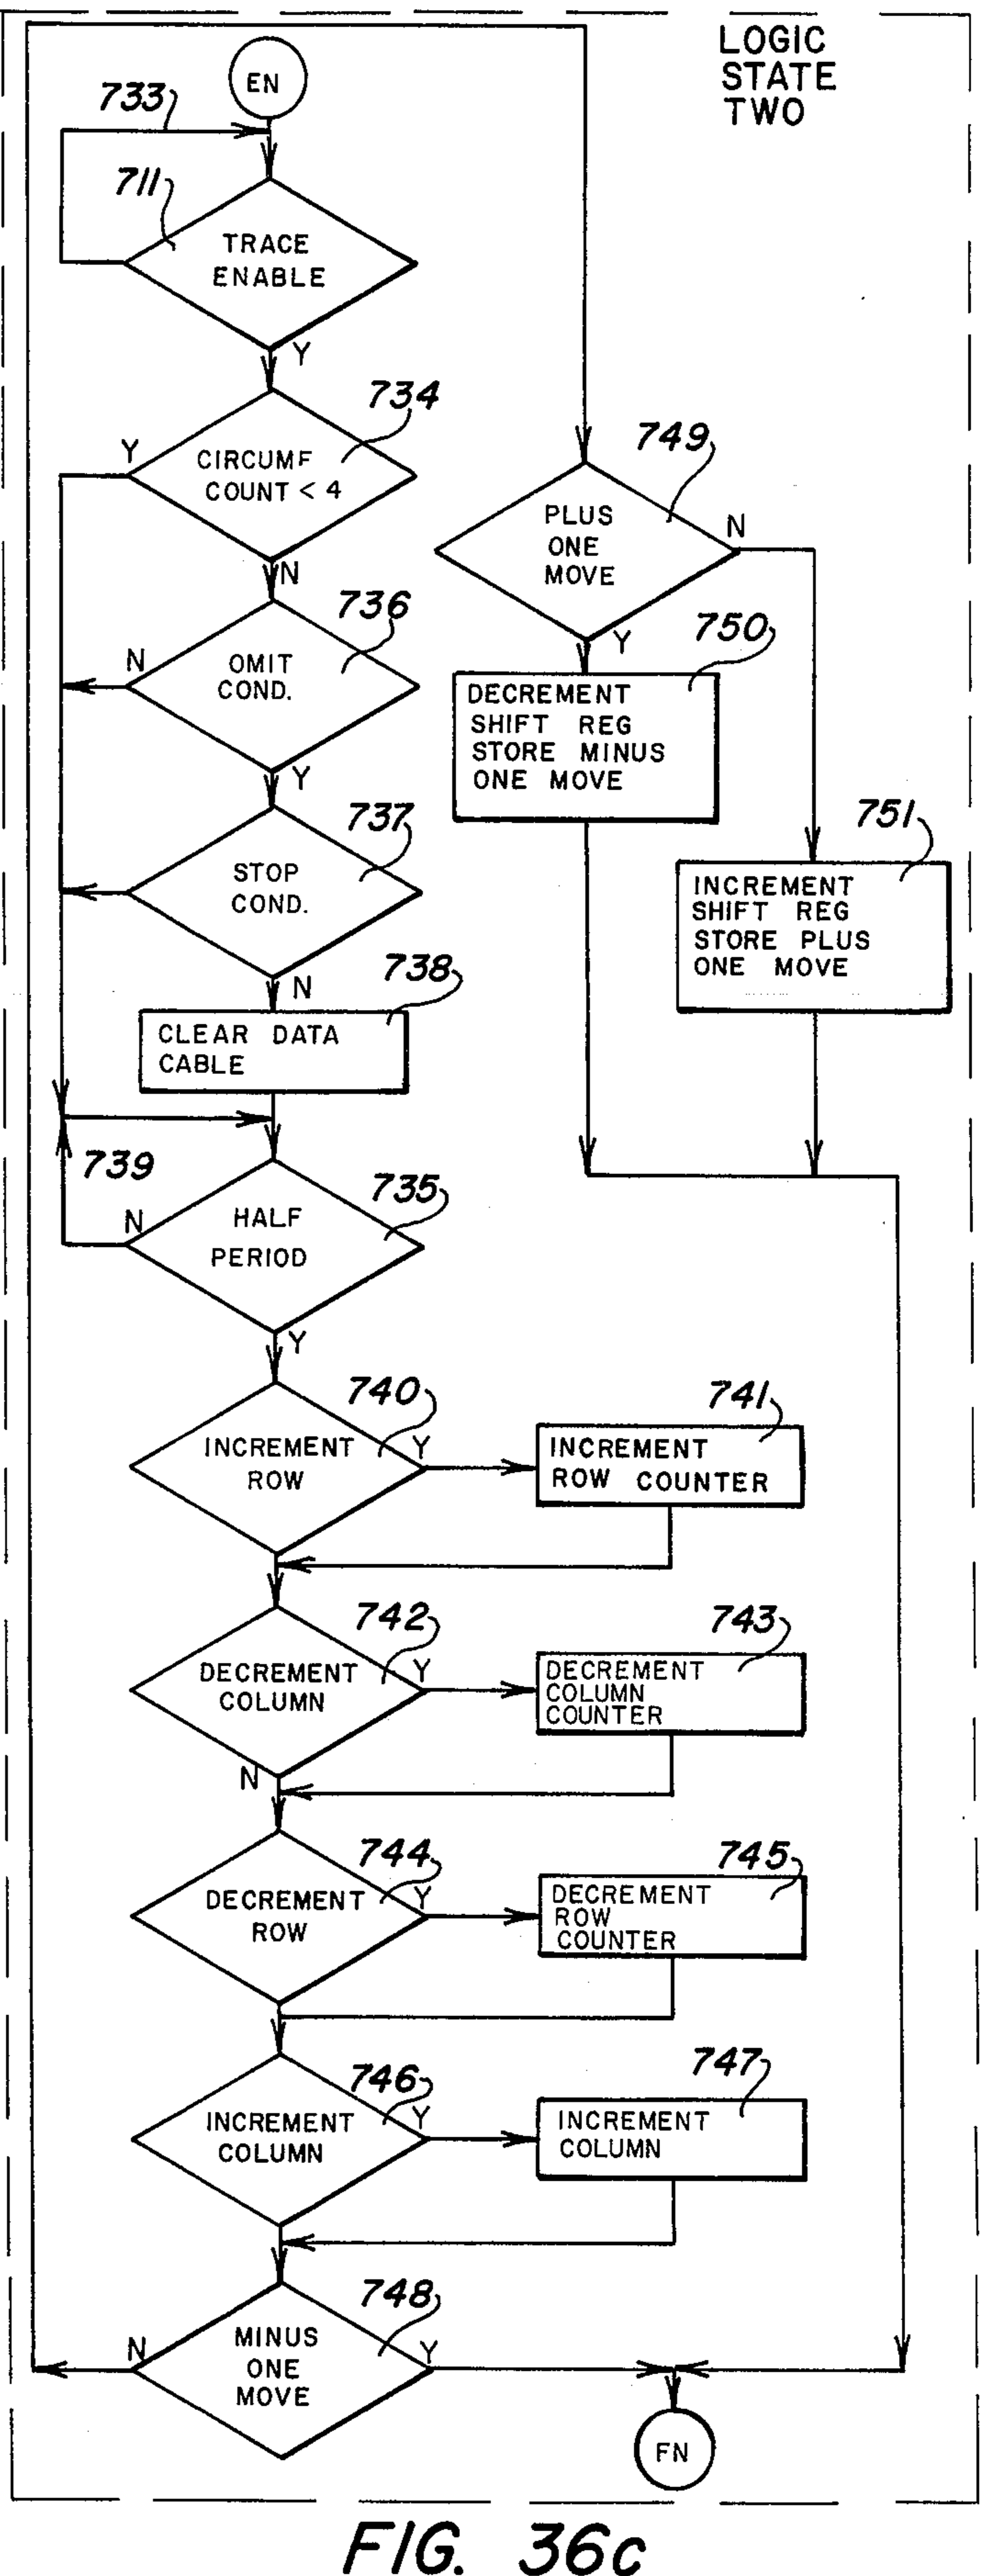 LOGIC
STATE
TWO
EN
733
711
TRACE
ENABLE
Y
734
Y
CIRCUMF
COUNT < 4
N
736
N
OMIT
COND.
Y
737
STOP
COND.
N
738
CLEAR DATA
CABLE
739
735
N
HALF
PERIOD
Y
740
INCREMENT
ROW
Y
741
INCREMENT
ROW COUNTER
742
DECREMENT
COLUMN
Y
N
743
DECREMENT
COLUMN
COUNTER
744
DECREMENT
ROW
Y
745
DECREMENT
ROW
COUNTER
746
INCREMENT
COLUMN
Y
747
INCREMENT
COLUMN
748
N
MINUS
ONE
MOVE
Y
749
PLUS
ONE
MOVE
N
Y
750
DECREMENT
SHIFT REG
STORE MINUS
ONE MOVE
751
INCREMENT
SHIFT REG
STORE PLUS
ONE MOVE
FN
FIG. 36c